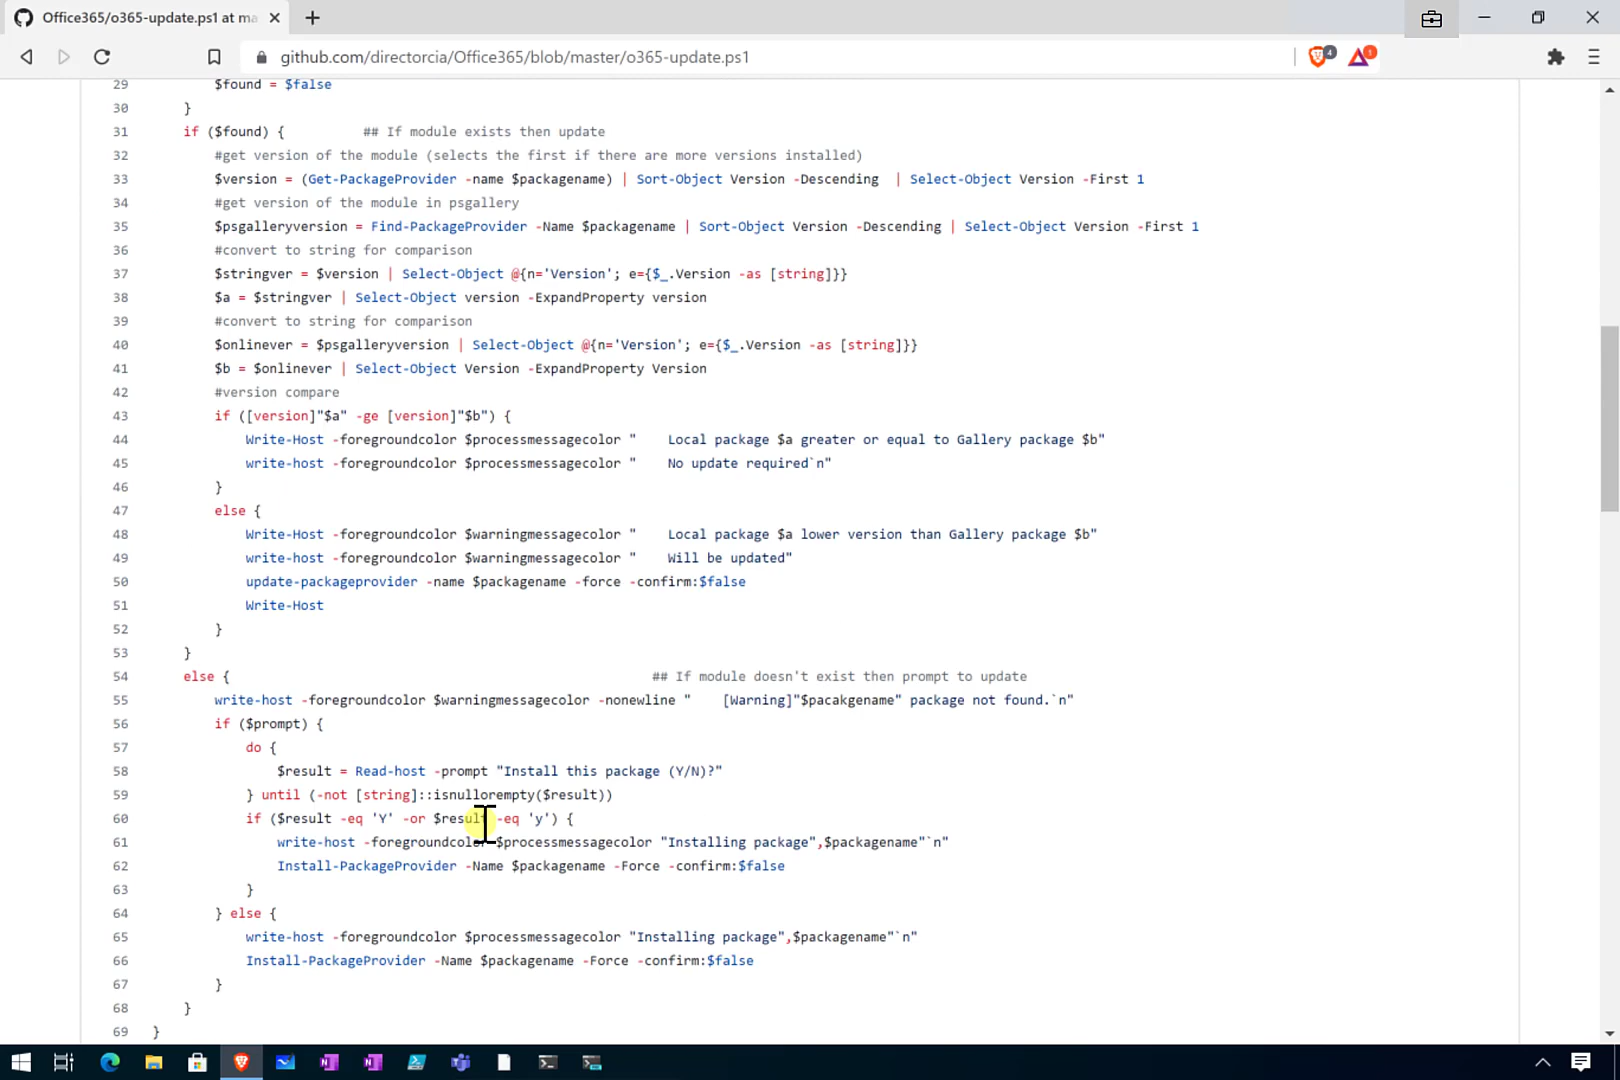 Office365/o365-update.ps1 at ma
github.com/directorcia/Office365/blob/master/o365-update.ps1
4
1
29 $found = $false
30 }
31 if ($found) { ## If module exists then update
32 #get version of the module (selects the first if there are more versions installed)
33 $version = (Get-PackageProvider -name $packagename) | Sort-Object Version -Descending | Select-Object Version -First 1
34 #get version of the module in psgallery
35 $psgalleryversion = Find-PackageProvider -Name $packagename | Sort-Object Version -Descending | Select-Object Version -First 1
36 #convert to string for comparison
37 $stringver = $version | Select-Object @{n='Version'; e={$_.Version -as [string]}}
38 $a = $stringver | Select-Object version -ExpandProperty version
39 #convert to string for comparison
40 $onlinever = $psgalleryversion | Select-Object @{n='Version'; e={$_.Version -as [string]}}
41 $b = $onlinever | Select-Object Version -ExpandProperty Version
42 #version compare
43 if ([version]"$a" -ge [version]"$b") {
44 Write-Host -foregroundcolor $processmessagecolor "    Local package $a greater or equal to Gallery package $b"
45 write-host -foregroundcolor $processmessagecolor "    No update required`n"
46 }
47 else {
48 Write-Host -foregroundcolor $warningmessagecolor "    Local package $a lower version than Gallery package $b"
49 write-host -foregroundcolor $warningmessagecolor "    Will be updated"
50 update-packageprovider -name $packagename -force -confirm:$false
51 Write-Host
52 }
53 }
54 else { ## If module doesn't exist then prompt to update
55 write-host -foregroundcolor $warningmessagecolor -nonewline "    [Warning]"$pacakgename" package not found.`n"
56 if ($prompt) {
57 do {
58 $result = Read-host -prompt "Install this package (Y/N)?"
59 } until (-not [string]::isnullorempty($result))
60 if ($result -eq 'Y' -or $result -eq 'y') {
61 write-host -foregroundcolor $processmessagecolor "Installing package",$packagename"`n"
62 Install-PackageProvider -Name $packagename -Force -confirm:$false
63 }
64 } else {
65 write-host -foregroundcolor $processmessagecolor "Installing package",$packagename"`n"
66 Install-PackageProvider -Name $packagename -Force -confirm:$false
67 }
68 }
69 }